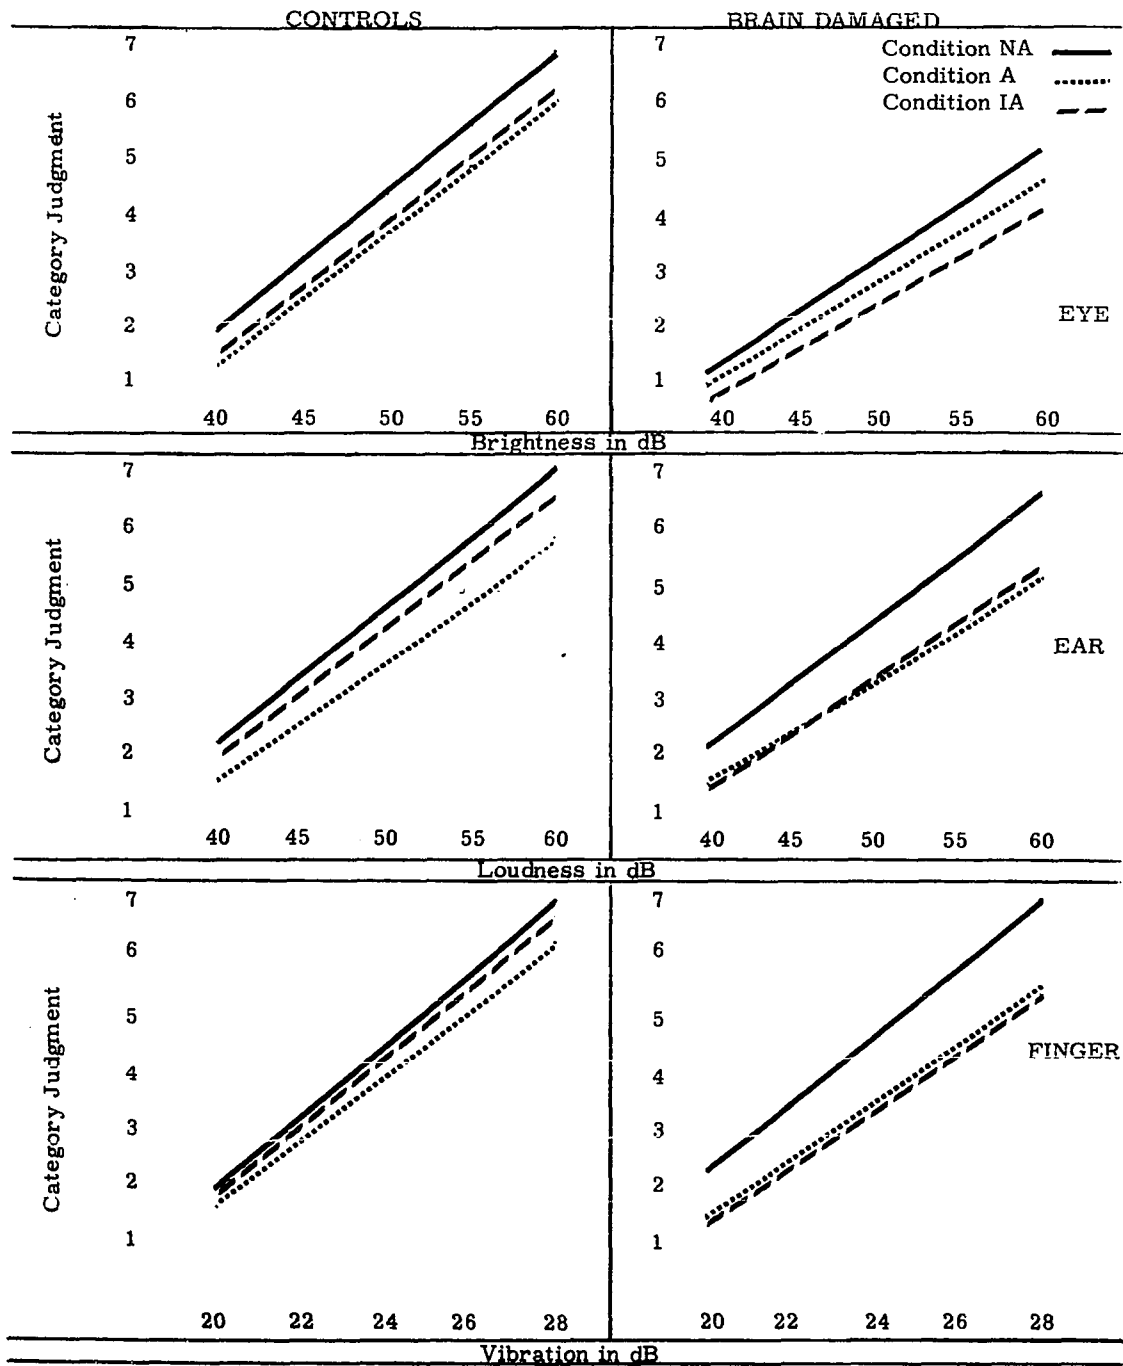 CONTROLS BRAIN DAMAGED
7 7
Condition NA
Condition A
Condition IA
6 6
5 5
4 4
3 3
2 2
1 1
Category Judgment
EYE
40 45 50 55 60 40 45 50 55 60
Brightness in dB
7 7
6 6
5 5
4 4
3 3
2 2
1 1
Category Judgment
EAR
40 45 50 55 60 40 45 50 55 60
Loudness in dB
7 7
6 6
5 5
4 4
3 3
2 2
1 1
Category Judgment
FINGER
20 22 24 26 28 20 22 24 26 28
Vibration in dB